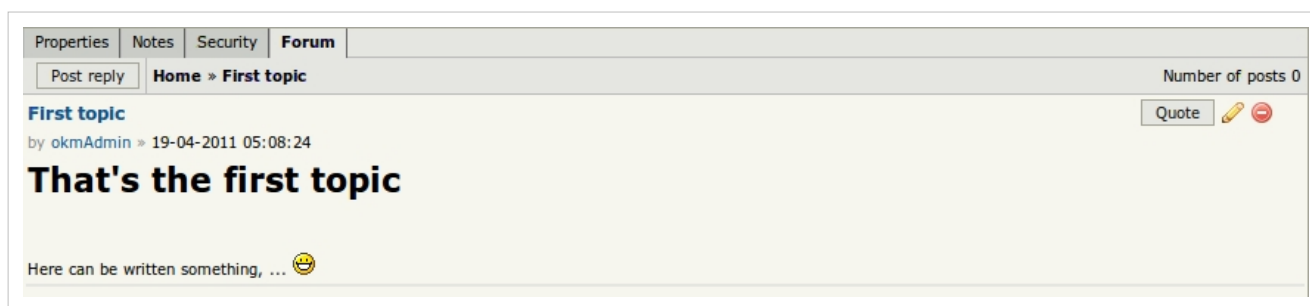 Properties Notes Security Forum
Post reply Home » First topic Number of posts 0
First topic Quote
by okmAdmin » 19-04-2011 05:08:24
That's the first topic
Here can be written something, ...